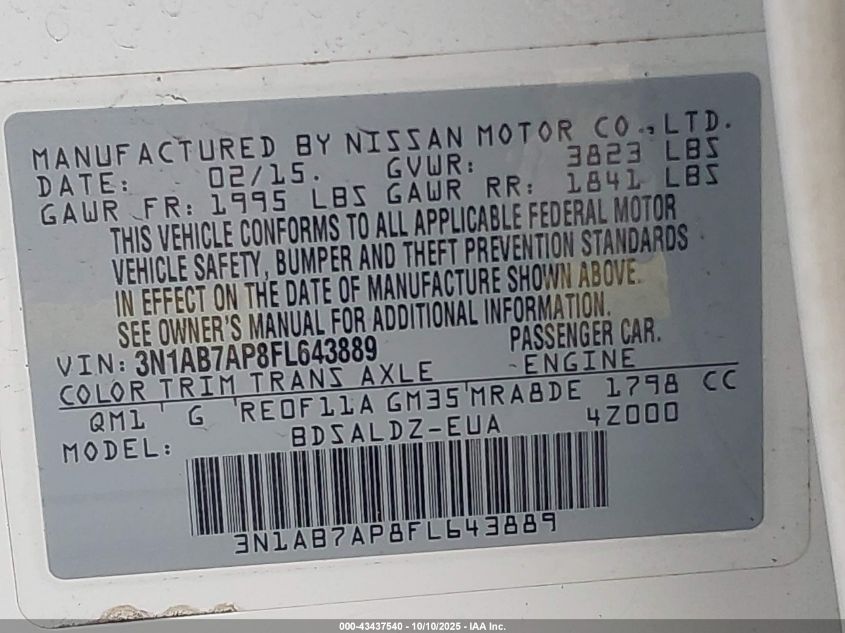 MANUFACTURED BY NISSAN MOTOR CO.,LTD.
DATE: 02/15. GVWR: 3823 LBS
GAWR FR: 1995 LBS GAWR RR: 1841 LBS
THIS VEHICLE CONFORMS TO ALL APPLICABLE FEDERAL MOTOR
VEHICLE SAFETY, BUMPER AND THEFT PREVENTION STANDARDS
IN EFFECT ON THE DATE OF MANUFACTURE SHOWN ABOVE.
SEE OWNER'S MANUAL FOR ADDITIONAL INFORMATION.
VIN: 3N1AB7AP8FL643889 PASSENGER CAR.
COLOR TRIM TRANS AXLE ENGINE
QM1 G RE0F11A GM35 MRA8DE 1798 CC
MODEL: BDSALDZ-EUA 4Z000
3N1AB7AP8FL643889
000-43437540 - 10/10/2025 - IAA Inc.